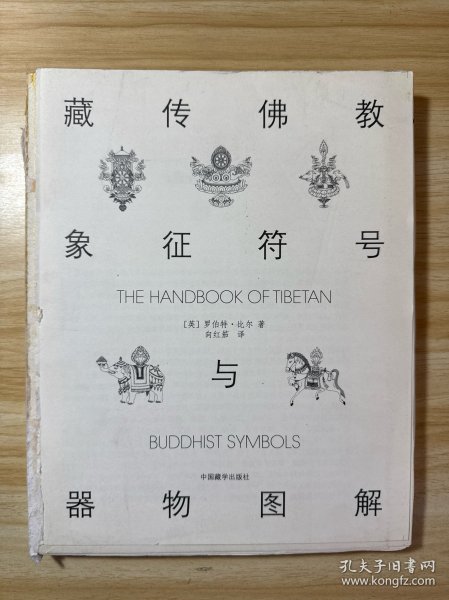 藏传佛教
象征符号
THE HANDBOOK OF TIBETAN
[英] 罗伯特·比尔 著
向红笳 译
与
BUDDHIST SYMBOLS
中国藏学出版社
器物图解
孔夫子旧书网
www.kongfz.com